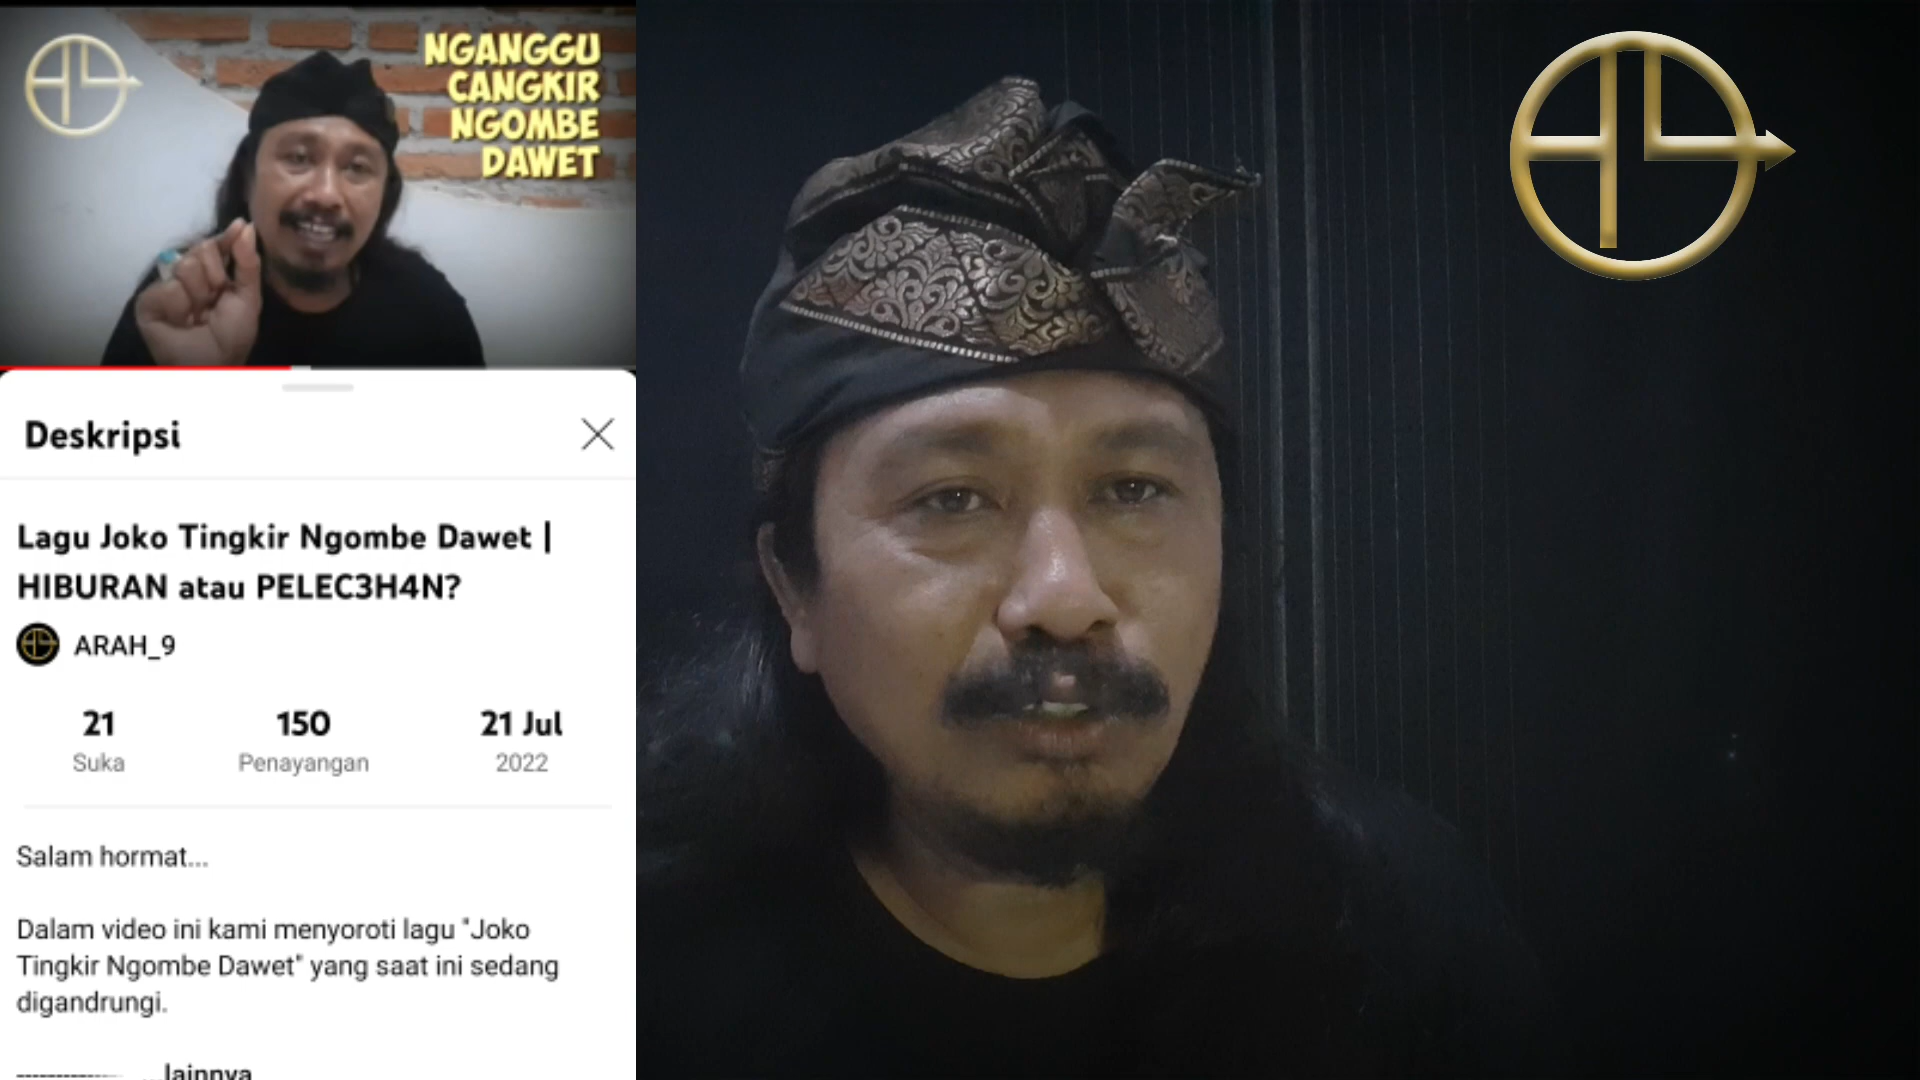 NGANGGU
CANGKIR
NGOMBE
DAWET
Deskripsi
Lagu Joko Tingkir Ngombe Dawet |
HIBURAN atau PELEC3H4N?
ARAH_9
21
Suka
150
Penayangan
21 Jul
2022
Salam hormat...
Dalam video ini kami menyoroti lagu "Joko
Tingkir Ngombe Dawet" yang saat ini sedang
digandrungi.
...lainnya